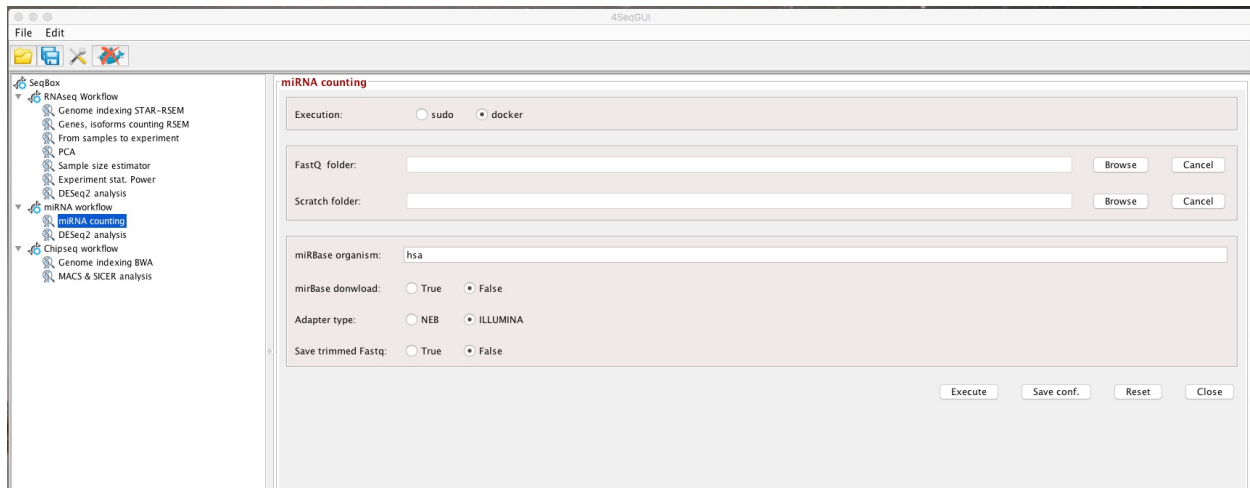 4SeqGUI
File Edit
SeqBox
RNAseq Workflow
Genome indexing STAR-RSEM
Genes, isoforms counting RSEM
From samples to experiment
PCA
Sample size estimator
Experiment stat. Power
DESeq2 analysis
miRNA workflow
miRNA counting
DESeq2 analysis
Chipseq workflow
Genome indexing BWA
MACS & SICER analysis
miRNA counting
Execution: sudo docker
FastQ folder: Browse Cancel
Scratch folder: Browse Cancel
miRBase organism: hsa
mirBase donwload: True False
Adapter type: NEB ILLUMINA
Save trimmed Fastq: True False
Execute Save conf. Reset Close